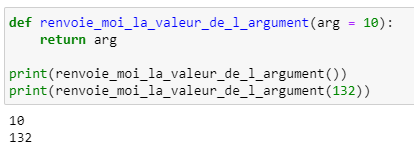 def renvoie_moi_la_valeur_de_l_argument(arg = 10):
    return arg
print(renvoie_moi_la_valeur_de_l_argument())
print(renvoie_moi_la_valeur_de_l_argument(132))
10
132